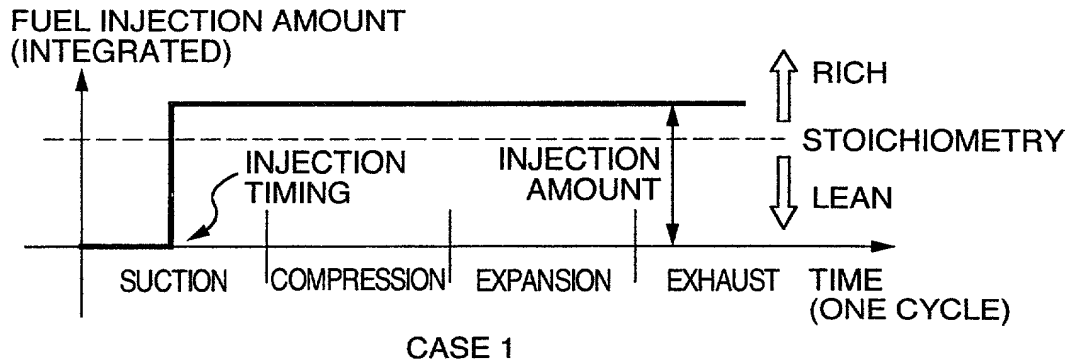 FUEL INJECTION AMOUNT
(INTEGRATED)
RICH
STOICHIOMETRY
INJECTION
TIMING
INJECTION
AMOUNT
LEAN
SUCTION
COMPRESSION
EXPANSION
EXHAUST
TIME
(ONE CYCLE)
CASE 1